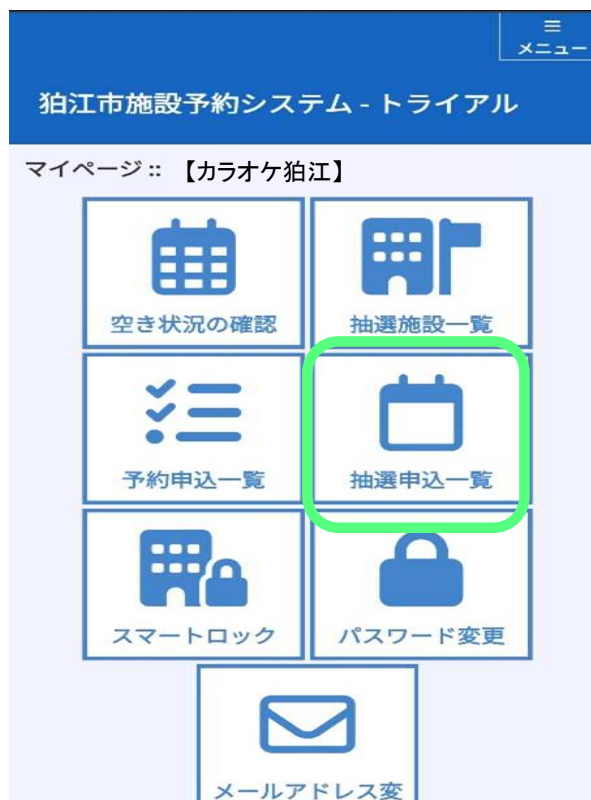 メニュー
狛江市施設予約システム - トライアル
マイページ :: 【カラオケ狛江】
空き状況の確認
抽選施設一覧
予約申込一覧
抽選申込一覧
スマートロック
パスワード変更
メールアドレス変